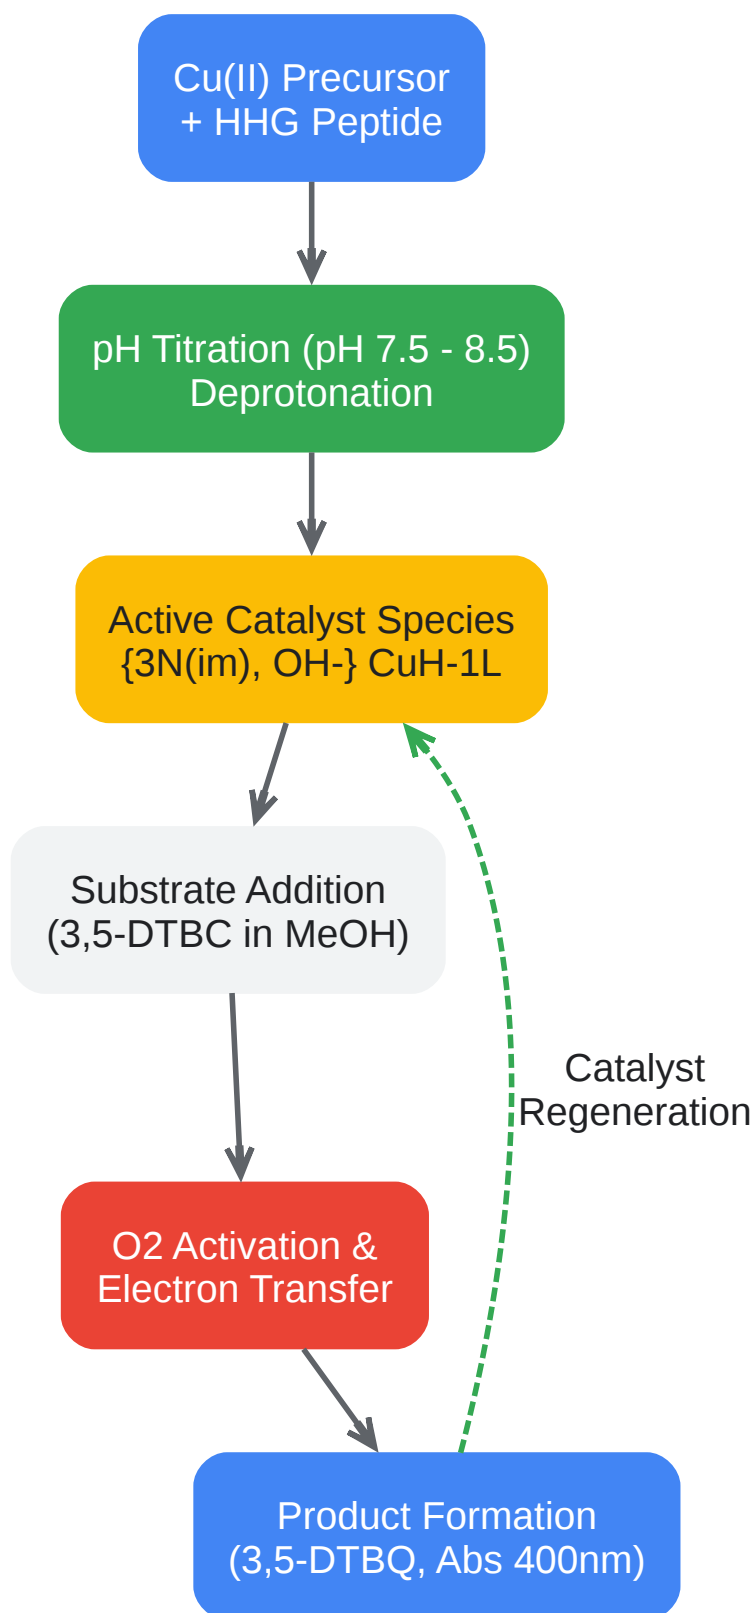 Cu(II) Precursor
+ HHG Peptide
pH Titration (pH 7.5 - 8.5)
Deprotonation
Active Catalyst Species
{3N(im), OH-} CuH-1L
Substrate Addition
(3,5-DTBC in MeOH)
Catalyst
Regeneration
O2 Activation &
Electron Transfer
Product Formation
(3,5-DTBQ, Abs 400nm)